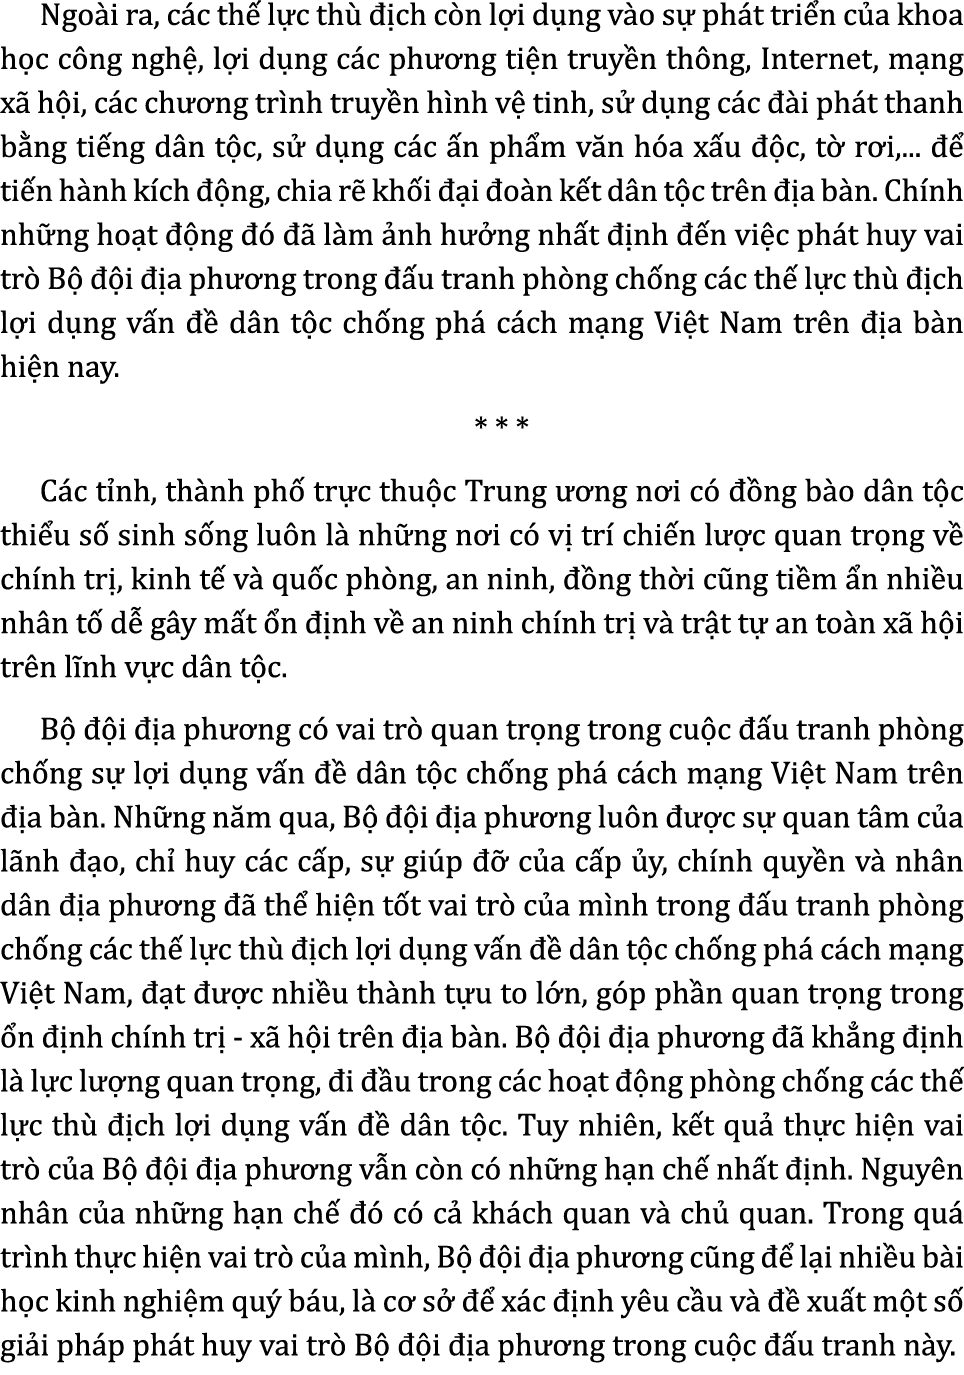 Ngoài ra, các thế lực thù địch còn lợi dụng vào sự phát triển của khoa
học công nghệ, lợi dụng các phương tiện truyền thông, Internet, mạng
xã hội, các chương trình truyền hình vệ tinh, sử dụng các đài phát thanh
bằng tiếng dân tộc, sử dụng các ấn phẩm văn hóa xấu độc, tờ rơi,... để
tiến hành kích động, chia rẽ khối đại đoàn kết dân tộc trên địa bàn. Chính
những hoạt động đó đã làm ảnh hưởng nhất định đến việc phát huy vai
trò Bộ đội địa phương trong đấu tranh phòng chống các thế lực thù địch
lợi dụng vấn đề dân tộc chống phá cách mạng Việt Nam trên địa bàn
hiện nay.
* * *
Các tỉnh, thành phố trực thuộc Trung ương nơi có đồng bào dân tộc
thiểu số sinh sống luôn là những nơi có vị trí chiến lược quan trọng về
chính trị, kinh tế và quốc phòng, an ninh, đồng thời cũng tiềm ẩn nhiều
nhân tố dễ gây mất ổn định về an ninh chính trị và trật tự an toàn xã hội
trên lĩnh vực dân tộc.
Bộ đội địa phương có vai trò quan trọng trong cuộc đấu tranh phòng
chống sự lợi dụng vấn đề dân tộc chống phá cách mạng Việt Nam trên
địa bàn. Những năm qua, Bộ đội địa phương luôn được sự quan tâm của
lãnh đạo, chỉ huy các cấp, sự giúp đỡ của cấp ủy, chính quyền và nhân
dân địa phương đã thể hiện tốt vai trò của mình trong đấu tranh phòng
chống các thế lực thù địch lợi dụng vấn đề dân tộc chống phá cách mạng
Việt Nam, đạt được nhiều thành tựu to lớn, góp phần quan trọng trong
ổn định chính trị - xã hội trên địa bàn. Bộ đội địa phương đã khẳng định
là lực lượng quan trọng, đi đầu trong các hoạt động phòng chống các thế
lực thù địch lợi dụng vấn đề dân tộc. Tuy nhiên, kết quả thực hiện vai
trò của Bộ đội địa phương vẫn còn có những hạn chế nhất định. Nguyên
nhân của những hạn chế đó có cả khách quan và chủ quan. Trong quá
trình thực hiện vai trò của mình, Bộ đội địa phương cũng để lại nhiều bài
học kinh nghiệm quý báu, là cơ sở để xác định yêu cầu và đề xuất một số
giải pháp phát huy vai trò Bộ đội địa phương trong cuộc đấu tranh này.